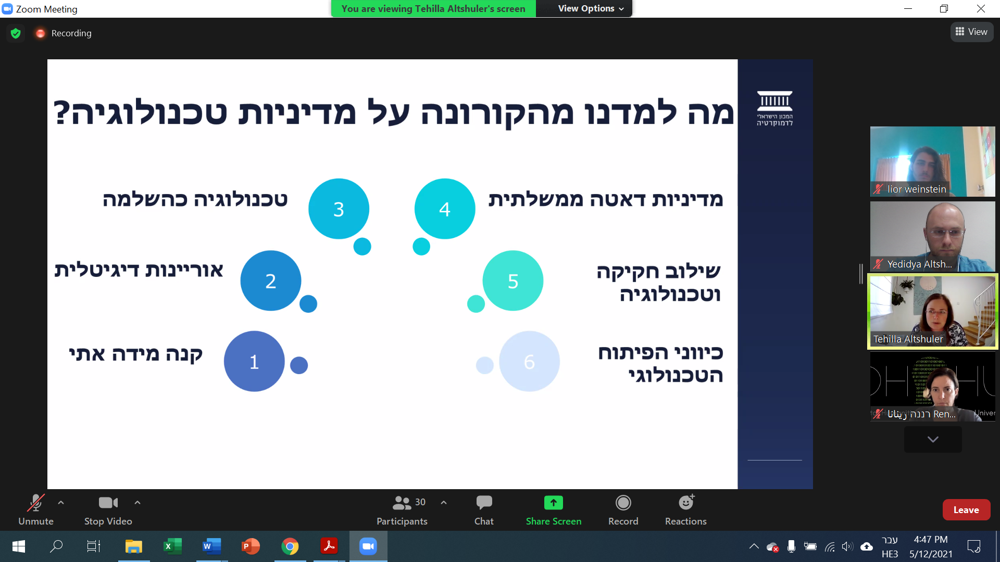 Zoom Meeting
You are viewing Tehilla Altshuler's screen
View Options
Recording
View
מה למדנו מהקורונה על מדיניות טכנולוגיה?
המכון הישראלי
לדמוקרטיה
3
טכנולוגיה כהשלמה
4
מדיניות דאטה ממשלתית
2
אוריינות דיגיטלית
5
שילוב חקיקה
וטכנולוגיה
1
קנה מידה אתי
6
כיווני הפיתוח
הטכנולוגי
lior weinstein
Yedidya Altsh...
Tehilla Altshuler
רננה רינאנה Ren...
Univer
Unmute
Stop Video
30
Participants
Chat
Share Screen
Record
Reactions
Leave
עבר
HE3
4:47 PM
5/12/2021